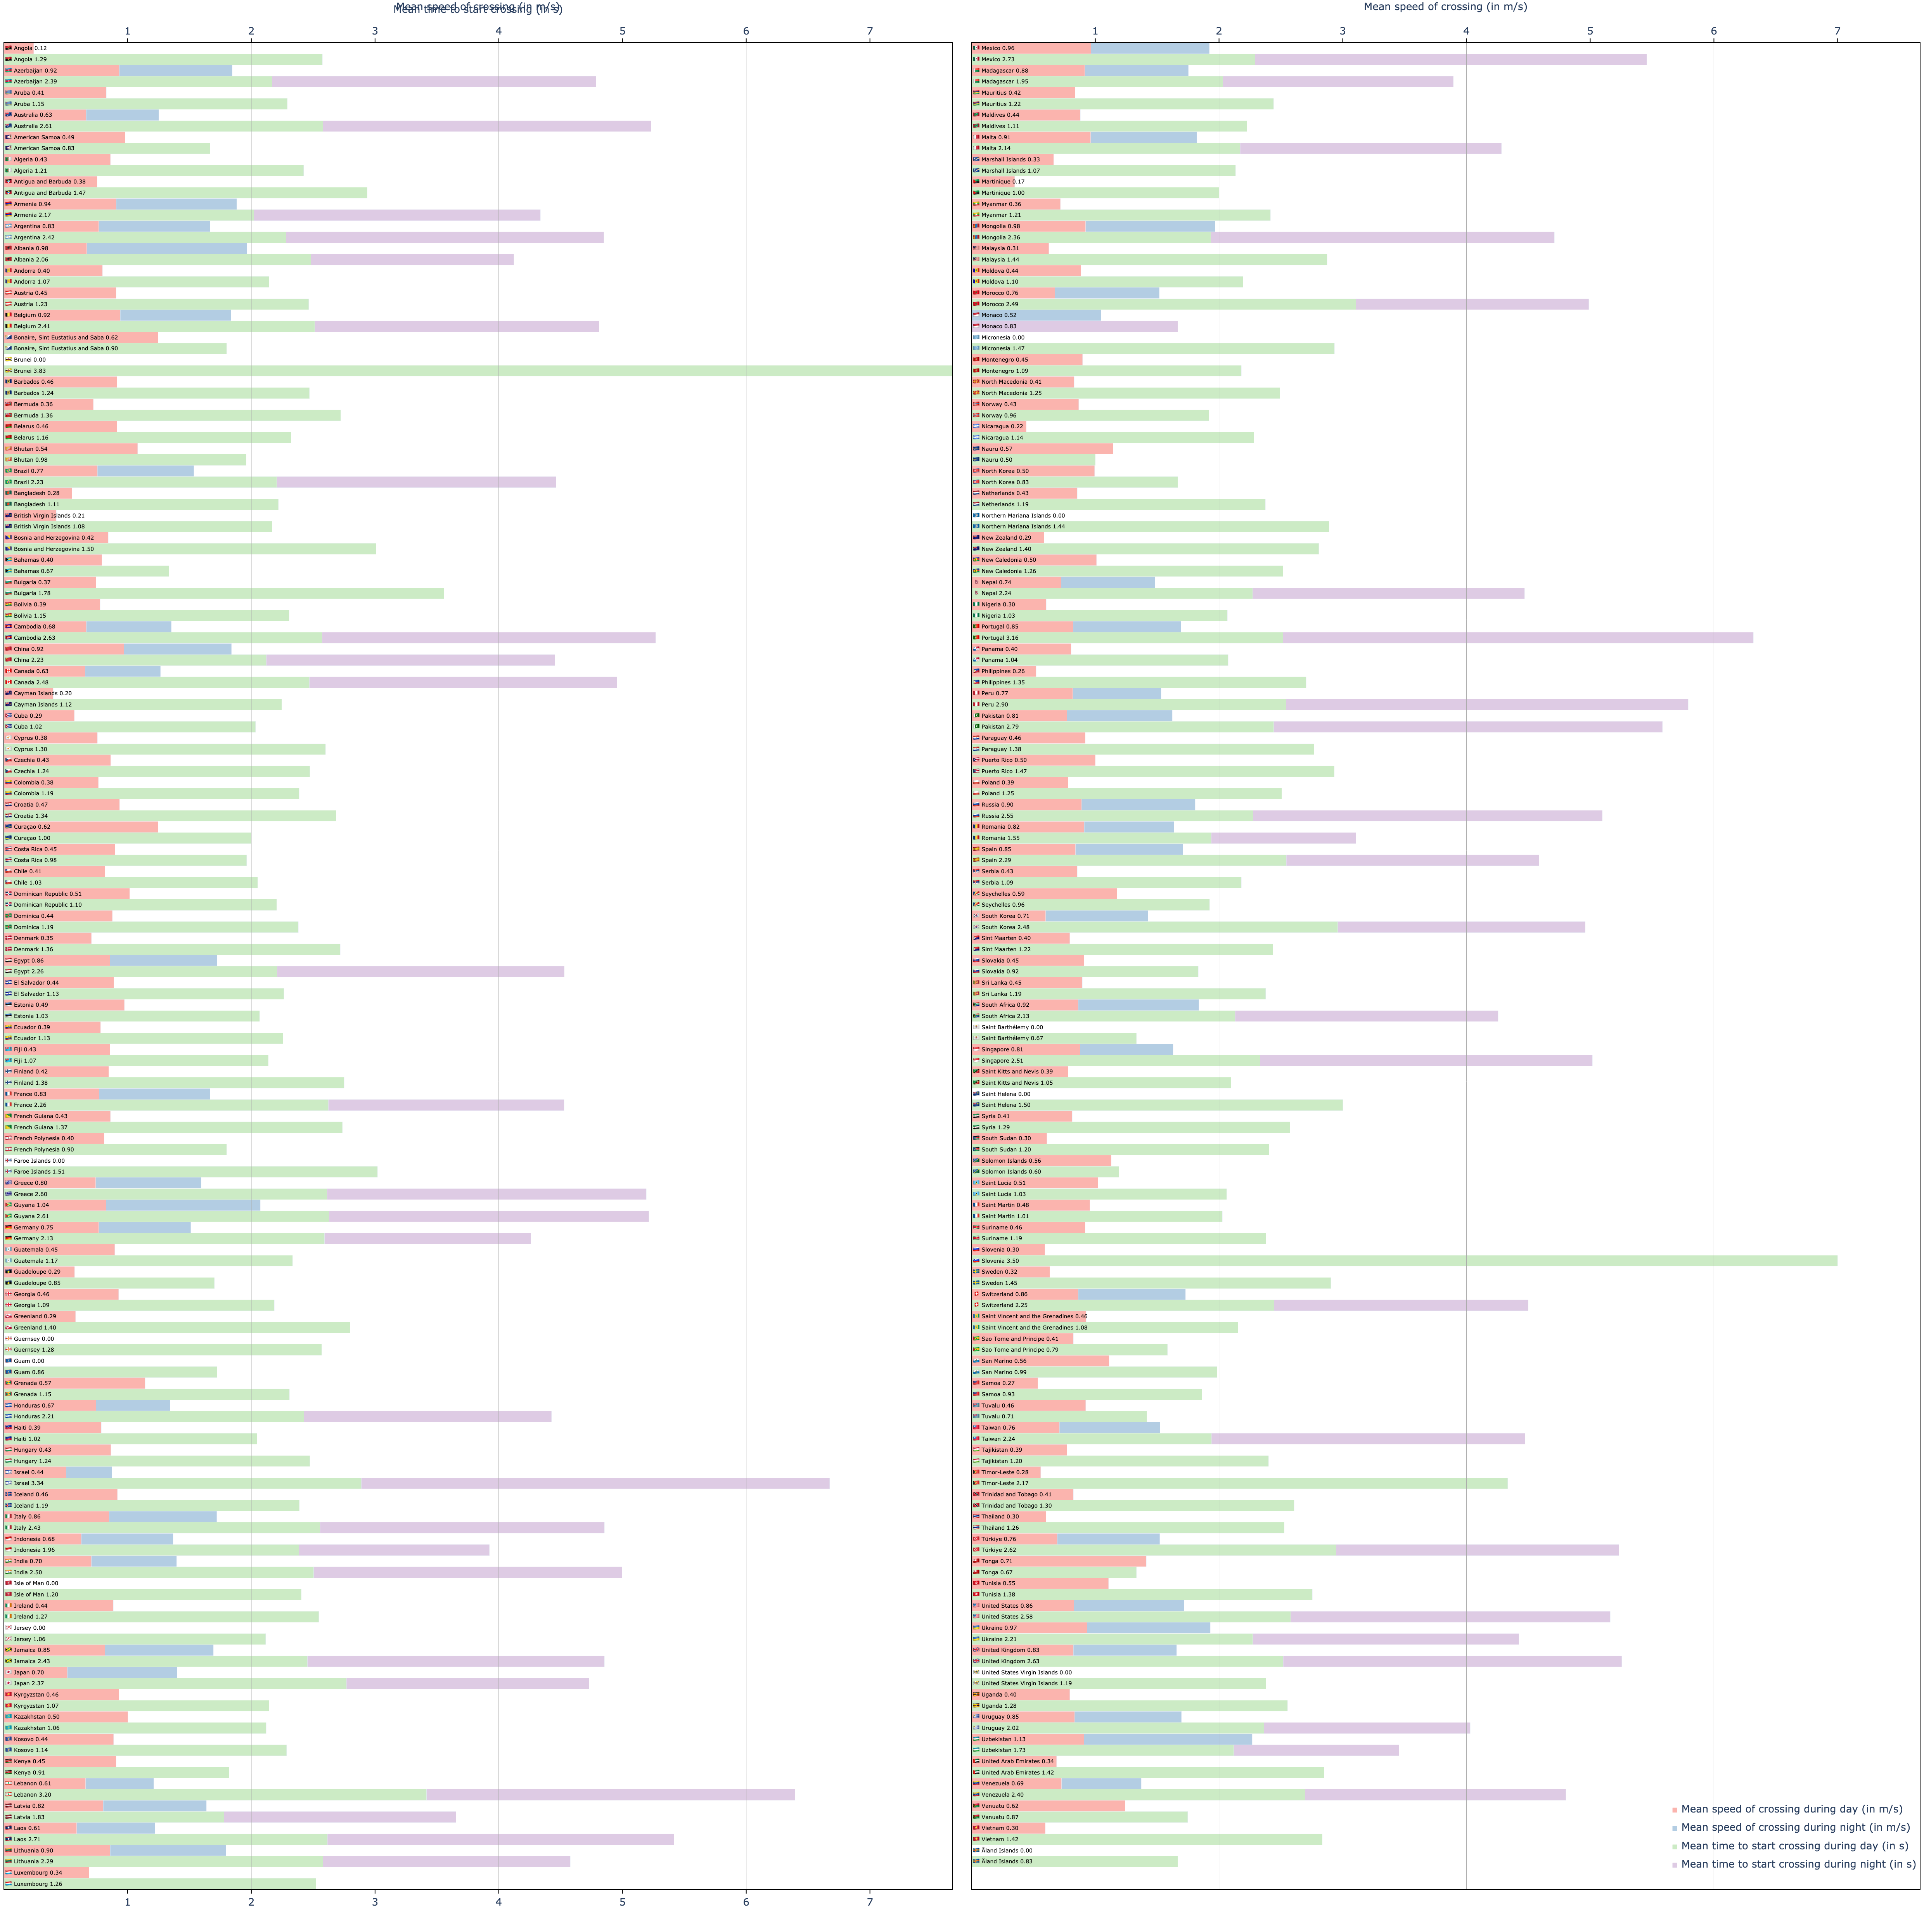 Mean speed of crossing (in m/s)
Mean time to start crossing (in s)
1 2 3 4 5 6 7
Angola 0.12
Angola 1.29
Azerbaijan 0.92
Azerbaijan 2.39
Aruba 0.41
Aruba 1.15
Australia 0.63
Australia 2.61
American Samoa 0.49
American Samoa 0.83
Algeria 0.43
Algeria 1.21
Antigua and Barbuda 0.38
Antigua and Barbuda 1.47
Armenia 0.94
Armenia 2.17
Argentina 0.83
Argentina 2.42
Albania 0.98
Albania 2.06
Andorra 0.40
Andorra 1.07
Austria 0.45
Austria 1.23
Belgium 0.92
Belgium 2.41
Bonaire, Sint Eustatius and Saba 0.62
Bonaire, Sint Eustatius and Saba 0.90
Brunei 0.00
Brunei 3.83
Barbados 0.46
Barbados 1.24
Bermuda 0.36
Bermuda 1.36
Belarus 0.46
Belarus 1.16
Bhutan 0.54
Bhutan 0.98
Brazil 0.77
Brazil 2.23
Bangladesh 0.28
Bangladesh 1.11
British Virgin Islands 0.21
British Virgin Islands 1.08
Bosnia and Herzegovina 0.42
Bosnia and Herzegovina 1.50
Bahamas 0.40
Bahamas 0.67
Bulgaria 0.37
Bulgaria 1.78
Bolivia 0.39
Bolivia 1.15
Cambodia 0.68
Cambodia 2.63
China 0.92
China 2.23
Canada 0.63
Canada 2.48
Cayman Islands 0.20
Cayman Islands 1.12
Cuba 0.29
Cuba 1.02
Cyprus 0.38
Cyprus 1.30
Czechia 0.43
Czechia 1.24
Colombia 0.38
Colombia 1.19
Croatia 0.47
Croatia 1.34
Curaçao 0.62
Curaçao 1.00
Costa Rica 0.45
Costa Rica 0.98
Chile 0.41
Chile 1.03
Dominican Republic 0.51
Dominican Republic 1.10
Dominica 0.44
Dominica 1.19
Denmark 0.35
Denmark 1.36
Egypt 0.86
Egypt 2.26
El Salvador 0.44
El Salvador 1.13
Estonia 0.49
Estonia 1.03
Ecuador 0.39
Ecuador 1.13
Fiji 0.43
Fiji 1.07
Finland 0.42
Finland 1.38
France 0.83
France 2.26
French Guiana 0.43
French Guiana 1.37
French Polynesia 0.40
French Polynesia 0.90
Faroe Islands 0.00
Faroe Islands 1.51
Greece 0.80
Greece 2.60
Guyana 1.04
Guyana 2.61
Germany 0.75
Germany 2.13
Guatemala 0.45
Guatemala 1.17
Guadeloupe 0.29
Guadeloupe 0.85
Georgia 0.46
Georgia 1.09
Greenland 0.29
Greenland 1.40
Guernsey 0.00
Guernsey 1.28
Guam 0.00
Guam 0.86
Grenada 0.57
Grenada 1.15
Honduras 0.67
Honduras 2.21
Haiti 0.39
Haiti 1.02
Hungary 0.43
Hungary 1.24
Israel 0.44
Israel 3.34
Iceland 0.46
Iceland 1.19
Italy 0.86
Italy 2.43
Indonesia 0.68
Indonesia 1.96
India 0.70
India 2.50
Isle of Man 0.00
Isle of Man 1.20
Ireland 0.44
Ireland 1.27
Jersey 0.00
Jersey 1.06
Jamaica 0.85
Jamaica 2.43
Japan 0.70
Japan 2.37
Kyrgyzstan 0.46
Kyrgyzstan 1.07
Kazakhstan 0.50
Kazakhstan 1.06
Kosovo 0.44
Kosovo 1.14
Kenya 0.45
Kenya 0.91
Lebanon 0.61
Lebanon 3.20
Latvia 0.82
Latvia 1.83
Laos 0.61
Laos 2.71
Lithuania 0.90
Lithuania 2.29
Luxembourg 0.34
Luxembourg 1.26
1 2 3 4 5 6 7
Mean speed of crossing (in m/s)
1 2 3 4 5 6 7
Mexico 0.96
Mexico 2.73
Madagascar 0.88
Madagascar 1.95
Mauritius 0.42
Mauritius 1.22
Maldives 0.44
Maldives 1.11
Malta 0.91
Malta 2.14
Marshall Islands 0.33
Marshall Islands 1.07
Martinique 0.17
Martinique 1.00
Myanmar 0.36
Myanmar 1.21
Mongolia 0.98
Mongolia 2.36
Malaysia 0.31
Malaysia 1.44
Moldova 0.44
Moldova 1.10
Morocco 0.76
Morocco 2.49
Monaco 0.52
Monaco 0.83
Micronesia 0.00
Micronesia 1.47
Montenegro 0.45
Montenegro 1.09
North Macedonia 0.41
North Macedonia 1.25
Norway 0.43
Norway 0.96
Nicaragua 0.22
Nicaragua 1.14
Nauru 0.57
Nauru 0.50
North Korea 0.50
North Korea 0.83
Netherlands 0.43
Netherlands 1.19
Northern Mariana Islands 0.00
Northern Mariana Islands 1.44
New Zealand 0.29
New Zealand 1.40
New Caledonia 0.50
New Caledonia 1.26
Nepal 0.74
Nepal 2.24
Nigeria 0.30
Nigeria 1.03
Portugal 0.85
Portugal 3.16
Panama 0.40
Panama 1.04
Philippines 0.26
Philippines 1.35
Peru 0.77
Peru 2.90
Pakistan 0.81
Pakistan 2.79
Paraguay 0.46
Paraguay 1.38
Puerto Rico 0.50
Puerto Rico 1.47
Poland 0.39
Poland 1.25
Russia 0.90
Russia 2.55
Romania 0.82
Romania 1.55
Spain 0.85
Spain 2.29
Serbia 0.43
Serbia 1.09
Seychelles 0.59
Seychelles 0.96
South Korea 0.71
South Korea 2.48
Sint Maarten 0.40
Sint Maarten 1.22
Slovakia 0.45
Slovakia 0.92
Sri Lanka 0.45
Sri Lanka 1.19
South Africa 0.92
South Africa 2.13
Saint Barthélemy 0.00
Saint Barthélemy 0.67
Singapore 0.81
Singapore 2.51
Saint Kitts and Nevis 0.39
Saint Kitts and Nevis 1.05
Saint Helena 0.00
Saint Helena 1.50
Syria 0.41
Syria 1.29
South Sudan 0.30
South Sudan 1.20
Solomon Islands 0.56
Solomon Islands 0.60
Saint Lucia 0.51
Saint Lucia 1.03
Saint Martin 0.48
Saint Martin 1.01
Suriname 0.46
Suriname 1.19
Slovenia 0.30
Slovenia 3.50
Sweden 0.32
Sweden 1.45
Switzerland 0.86
Switzerland 2.25
Saint Vincent and the Grenadines 0.46
Saint Vincent and the Grenadines 1.08
Sao Tome and Principe 0.41
Sao Tome and Principe 0.79
San Marino 0.56
San Marino 0.99
Samoa 0.27
Samoa 0.93
Tuvalu 0.46
Tuvalu 0.71
Taiwan 0.76
Taiwan 2.24
Tajikistan 0.39
Tajikistan 1.20
Timor-Leste 0.28
Timor-Leste 2.17
Trinidad and Tobago 0.41
Trinidad and Tobago 1.30
Thailand 0.30
Thailand 1.26
Türkiye 0.76
Türkiye 2.62
Tonga 0.71
Tonga 0.67
Tunisia 0.55
Tunisia 1.38
United States 0.86
United States 2.58
Ukraine 0.97
Ukraine 2.21
United Kingdom 0.83
United Kingdom 2.63
United States Virgin Islands 0.00
United States Virgin Islands 1.19
Uganda 0.40
Uganda 1.28
Uruguay 0.85
Uruguay 2.02
Uzbekistan 1.13
Uzbekistan 1.73
United Arab Emirates 0.34
United Arab Emirates 1.42
Venezuela 0.69
Venezuela 2.40
Vanuatu 0.62
Vanuatu 0.87
Vietnam 0.30
Vietnam 1.42
Åland Islands 0.00
Åland Islands 0.83
Mean speed of crossing during day (in m/s)
Mean speed of crossing during night (in m/s)
Mean time to start crossing during day (in s)
Mean time to start crossing during night (in s)